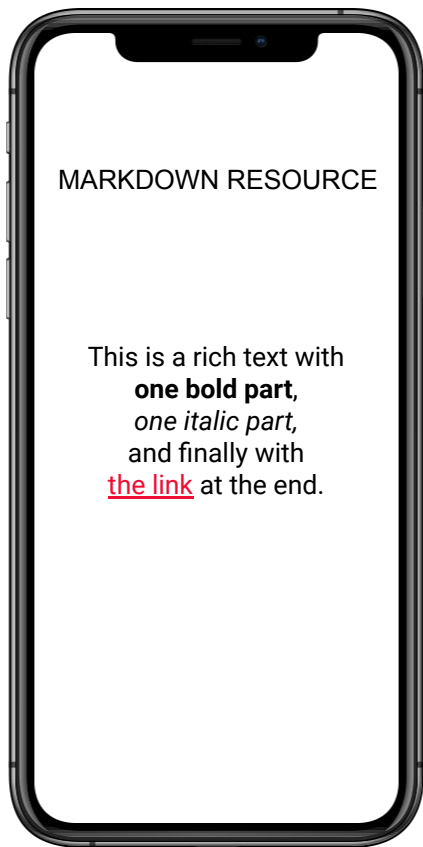 MARKDOWN RESOURCE
This is a rich text with
one bold part,
one italic part,
and finally with
the link at the end.